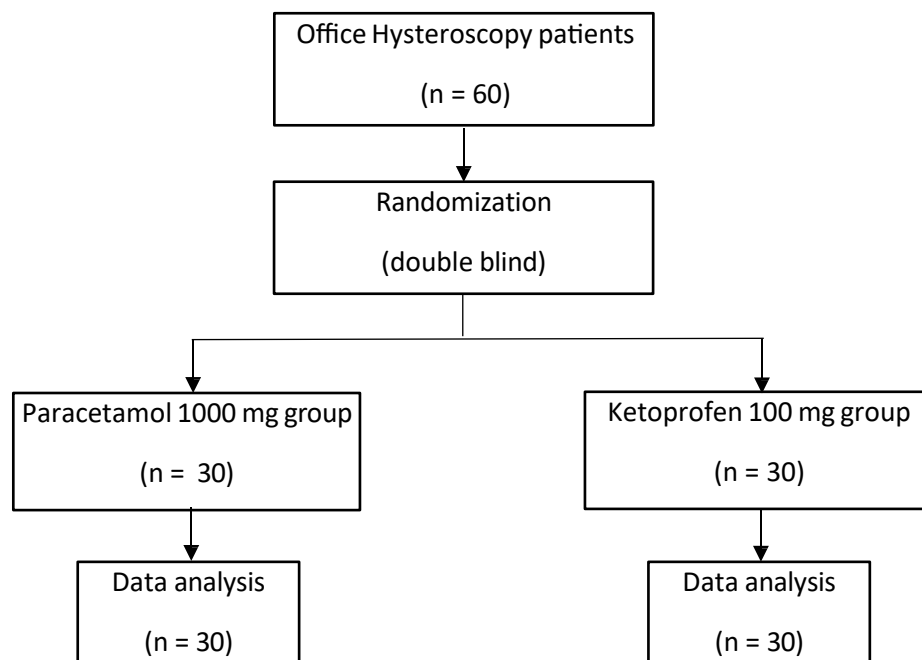 Office Hysteroscopy patients
(n = 60)
Randomization
(double blind)
Paracetamol 1000 mg group
(n = 30)
Ketoprofen 100 mg group
(n = 30)
Data analysis
(n = 30)
Data analysis
(n = 30)